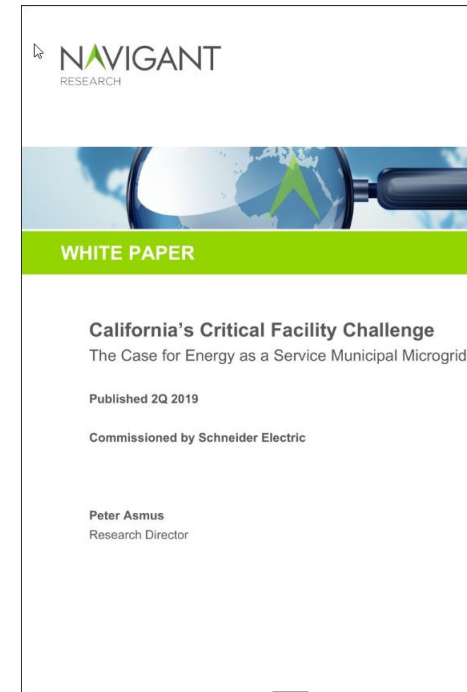 NAVIGANT
RESEARCH
WHITE PAPER
California's Critical Facility Challenge
The Case for Energy as a Service Municipal Microgrid
Published 2Q 2019
Commissioned by Schneider Electric
Peter Asmus
Research Director